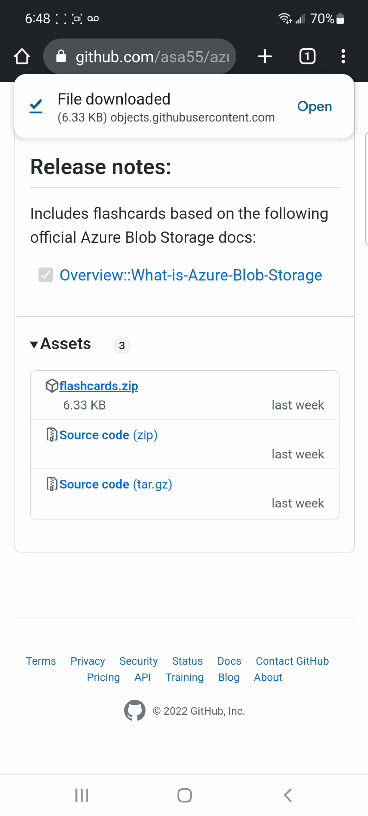 6:48
70%
github.com/asa55/azu
1
File downloaded
(6.33 KB) objects.githubusercontent.com
Open
Release notes:
Includes flashcards based on the following
official Azure Blob Storage docs:
Overview::What-is-Azure-Blob-Storage
Assets 3
flashcards.zip
6.33 KB last week
Source code (zip)
last week
Source code (tar.gz)
last week
Terms Privacy Security Status Docs Contact GitHub
Pricing API Training Blog About
© 2022 GitHub, Inc.